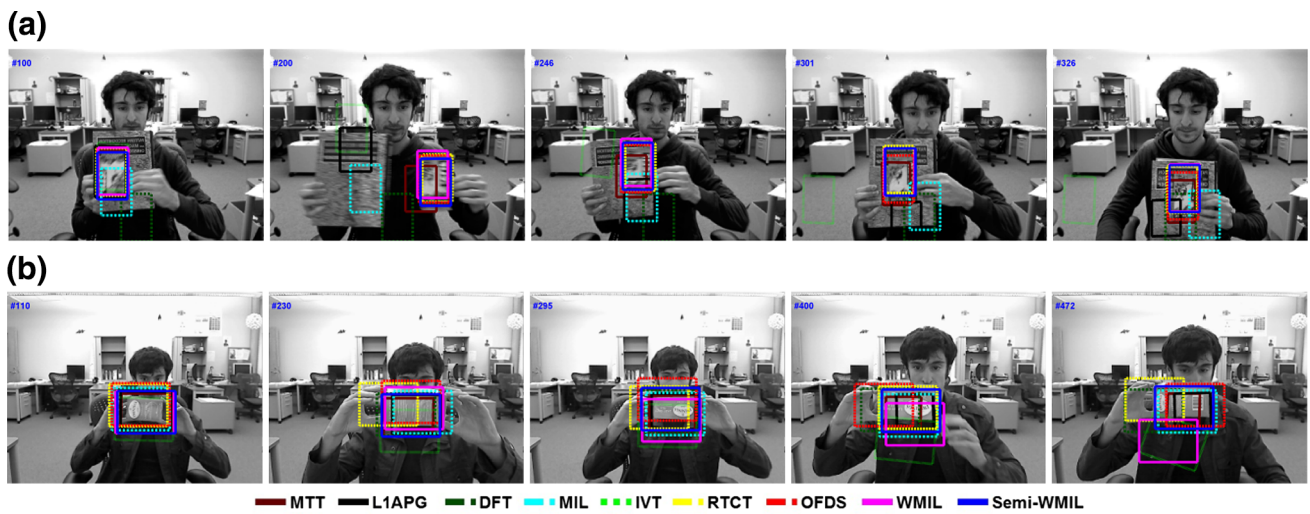 (a)
#100 #200 #246 #301 #326
(b)
#110 #230 #295 #400 #472
MTT L1APG DFT MIL IVT RTCT OFDS WMIL Semi-WMIL